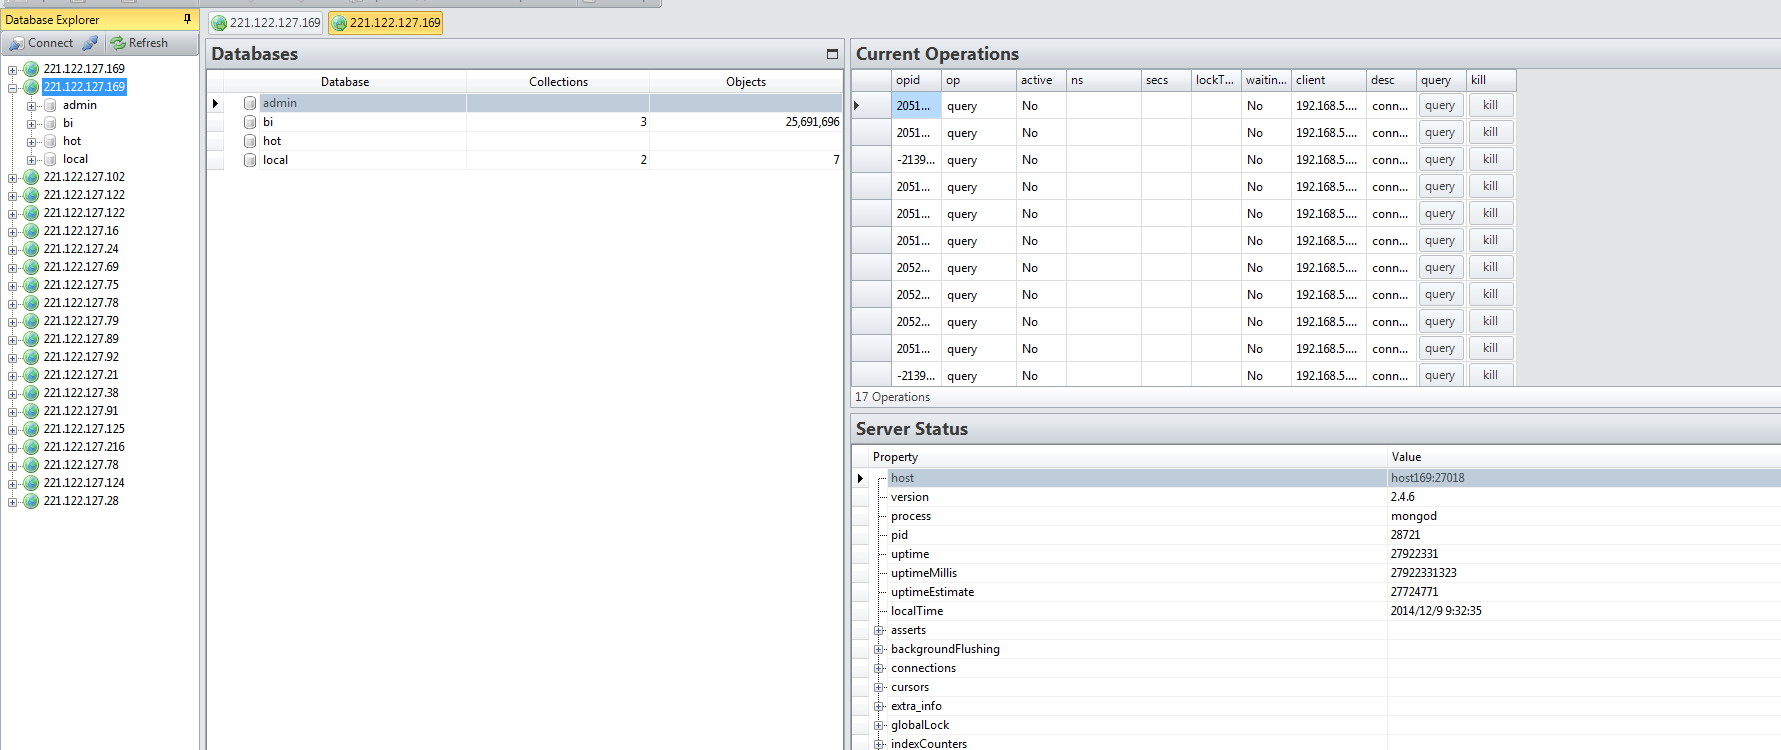 Database Explorer
Connect Refresh
221.122.127.169
221.122.127.169
admin
bi
hot
local
221.122.127.102
221.122.127.122
221.122.127.122
221.122.127.16
221.122.127.24
221.122.127.69
221.122.127.75
221.122.127.78
221.122.127.79
221.122.127.89
221.122.127.92
221.122.127.21
221.122.127.38
221.122.127.91
221.122.127.125
221.122.127.216
221.122.127.78
221.122.127.124
221.122.127.28
221.122.127.169 221.122.127.169
Databases
Database Collections Objects
admin
bi 3 25,691,696
hot
local 2 7
Current Operations
opid op active ns secs lockT... waitin... client desc query kill
2051... query No No 192.168.5.... conn... query kill
2051... query No No 192.168.5.... conn... query kill
-2139... query No No 192.168.5.... conn... query kill
2051... query No No 192.168.5.... conn... query kill
2051... query No No 192.168.5.... conn... query kill
2051... query No No 192.168.5.... conn... query kill
2052... query No No 192.168.5.... conn... query kill
2052... query No No 192.168.5.... conn... query kill
2052... query No No 192.168.5.... conn... query kill
2051... query No No 192.168.5.... conn... query kill
-2139... query No No 192.168.5.... conn... query kill
17 Operations
Server Status
Property Value
host host169:27018
version 2.4.6
process mongod
pid 28721
uptime 27922331
uptimeMillis 27922331323
uptimeEstimate 27724771
localTime 2014/12/9 9:32:35
asserts
backgroundFlushing
connections
cursors
extra_info
globalLock
indexCounters